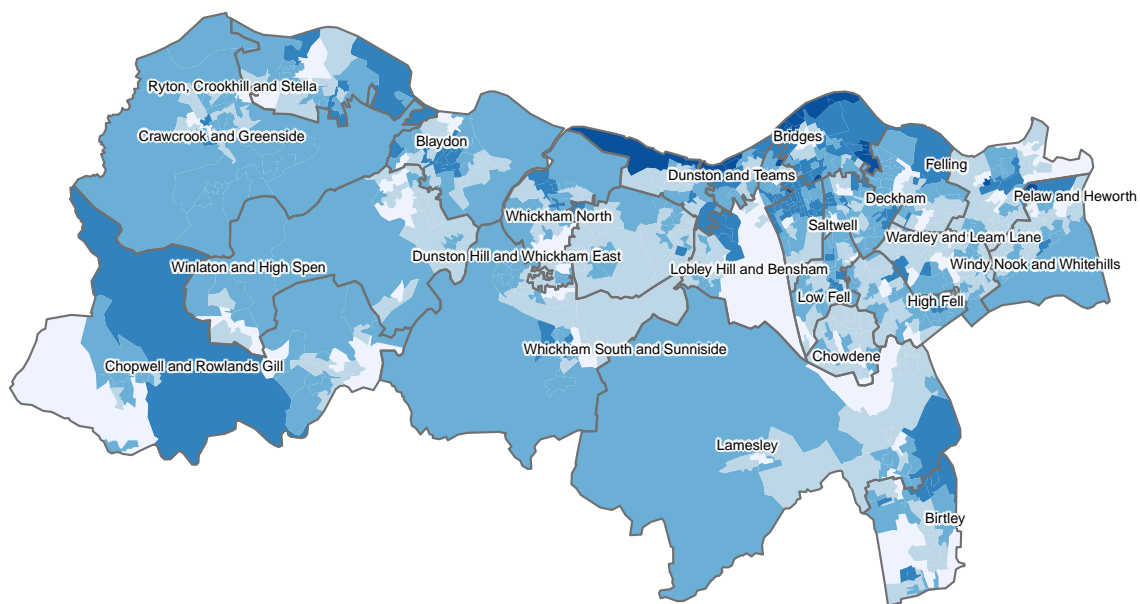 Ryton, Crookhill and Stella
Crawcrook and Greenside
Blaydon
Bridges
Dunston and Teams
Felling
Deckham
Pelaw and Heworth
Whickham North
Saltwell
Wardley and Leam Lane
Dunston Hill and Whickham East
Winlaton and High Spen
Lobley Hill and Bensham
Windy Nook and Whitehills
Low Fell
High Fell
Whickham South and Sunniside
Chowdene
Chopwell and Rowlands Gill
Lamesley
Birtley